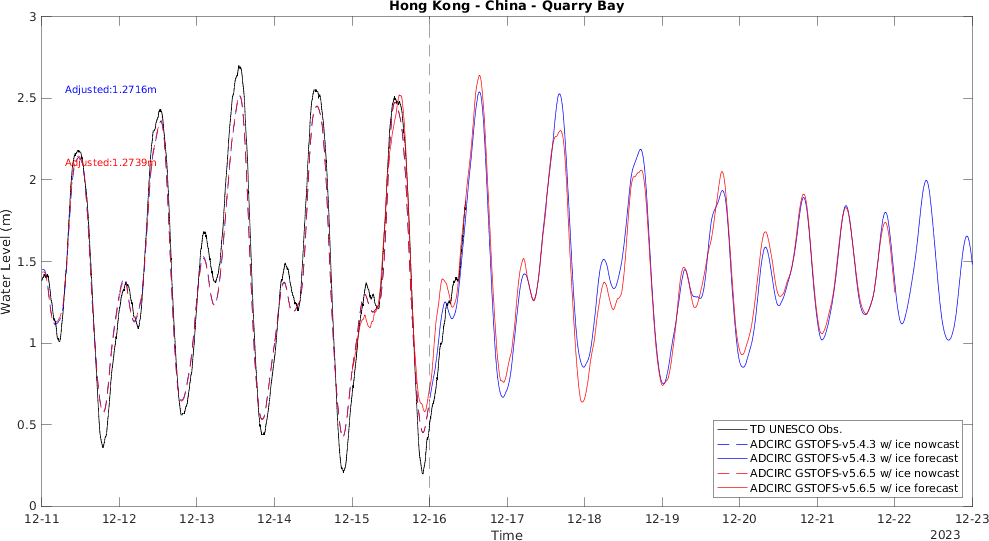 Hong Kong - China - Quarry Bay
3
2.5
2
1.5
1
0.5
0
Water Level (m)
Adjusted:1.2716m
Adjusted:1.2739m
TD UNESCO Obs.
ADCIRC GSTOFS-v5.4.3 w/ ice nowcast
ADCIRC GSTOFS-v5.4.3 w/ ice forecast
ADCIRC GSTOFS-v5.6.5 w/ ice nowcast
ADCIRC GSTOFS-v5.6.5 w/ ice forecast
12-11 12-12 12-13 12-14 12-15 12-16 12-17 12-18 12-19 12-20 12-21 12-22 12-23
Time
2023